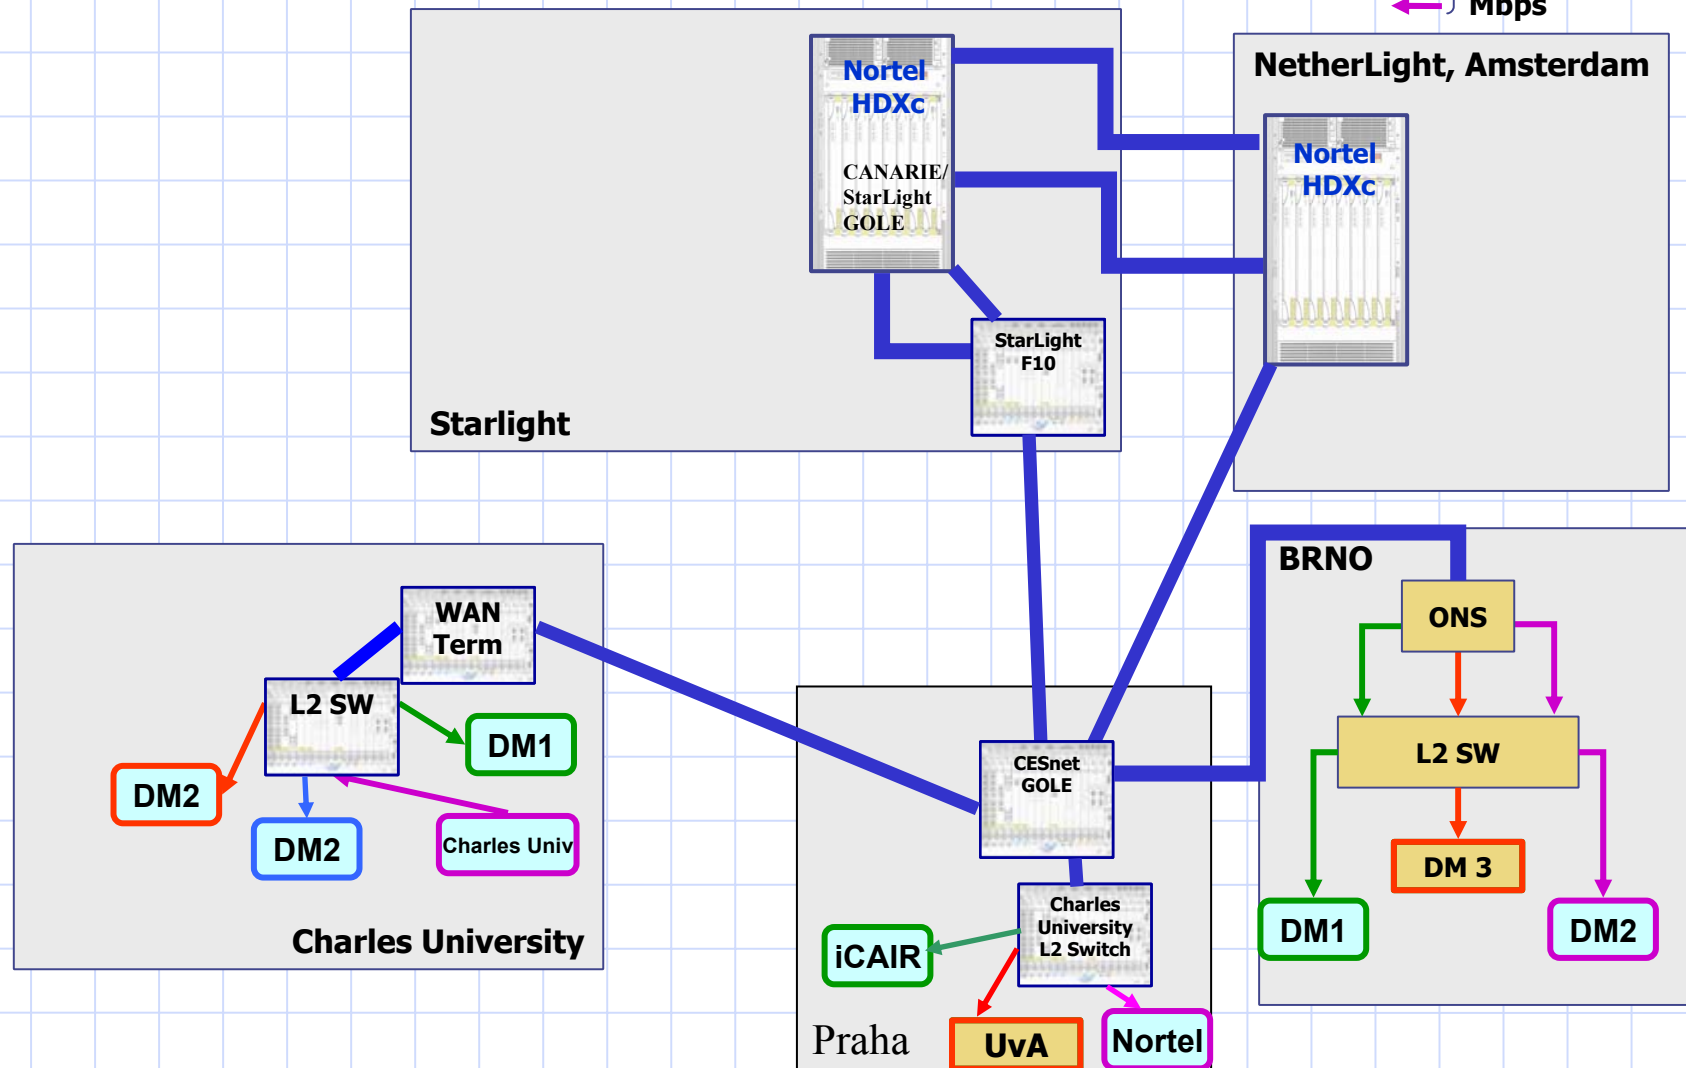 Mbps
Nortel
HDXc
CANARIE/
StarLight
GOLE
StarLight
F10
Starlight
NetherLight, Amsterdam
Nortel
HDXc
WAN
Term
L2 SW
DM1
DM2
DM2
Charles Univ
Charles University
CESnet
GOLE
Charles
University
L2 Switch
iCAIR
UvA
Nortel
Praha
BRNO
ONS
L2 SW
DM 3
DM1
DM2